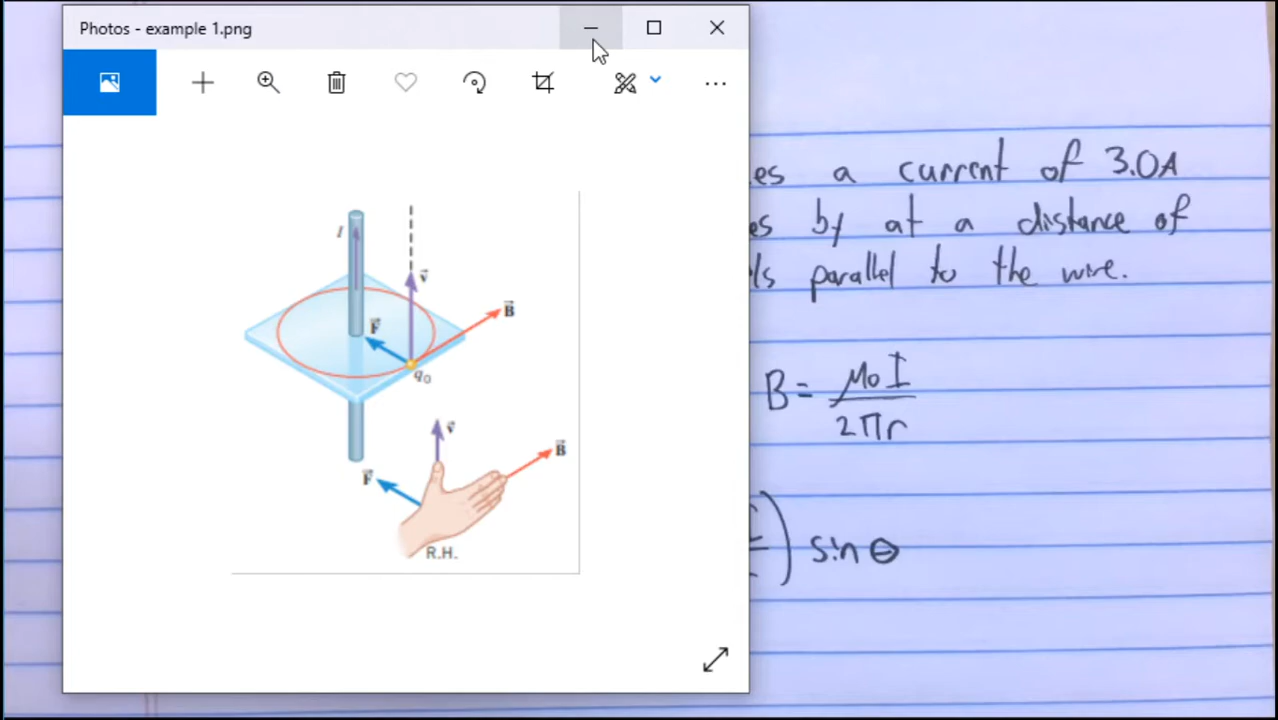 Photos - example 1.png
I
v
B
F
q0
v
B
F
R.H.
es a current of 3.0A
es by at a distance of
ls parallel to the wire.
B = μ0 I / 2πr
) sin θ